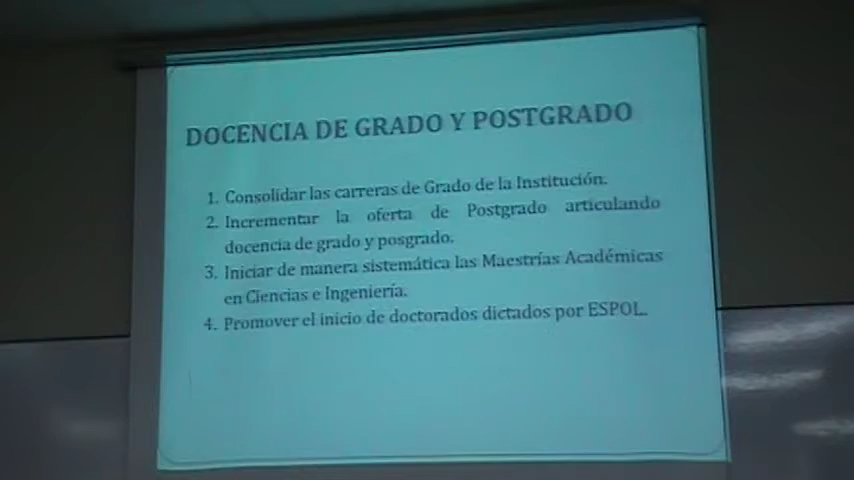 DOCENCIA DE GRADO Y POSTGRADO
1. Consolidar las carreras de Grado de la Institución.
2. Incrementar la oferta de Postgrado articulando
docencia de grado y posgrado.
3. Iniciar de manera sistemática las Maestrías Académicas
en Ciencias e Ingeniería.
4. Promover el inicio de doctorados dictados por ESPOL.